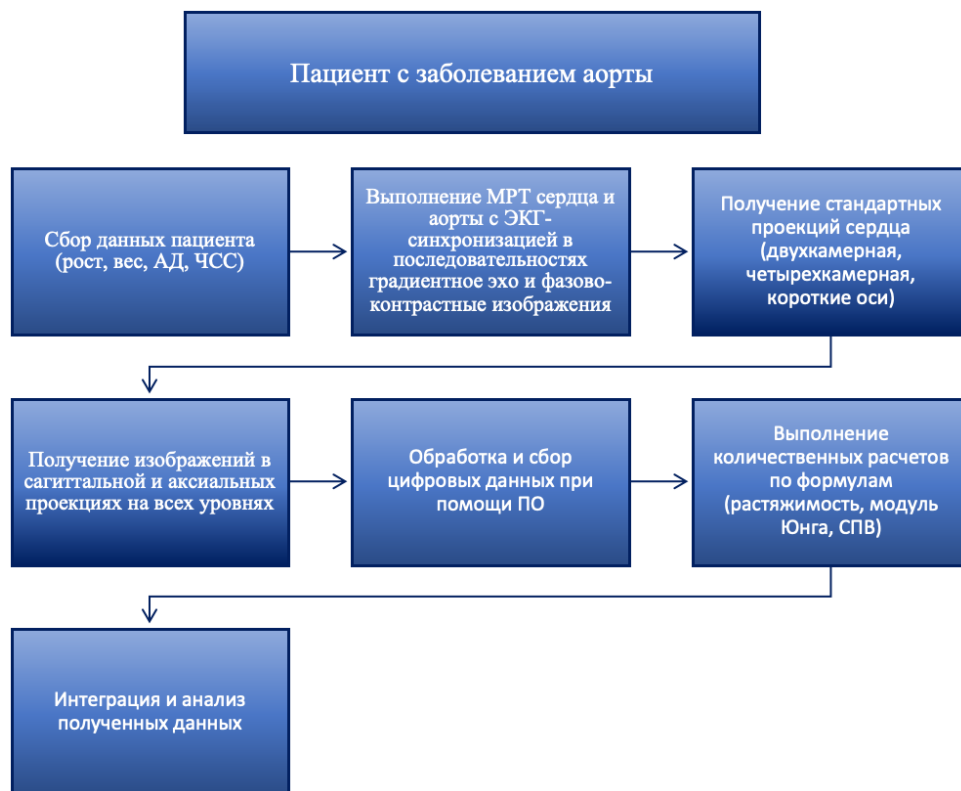 Пациент с заболеванием аорты
Сбор данных пациента
(рост, вес, АД, ЧСС)
Выполнение МРТ сердца и
аорты с ЭКГ-
синхронизацией в
последовательностях
градиентное эхо и фазово-
контрастные изображения
Получение стандартных
проекций сердца
(двухкамерная,
четырехкамерная,
короткие оси)
Получение изображений в
сагиттальной и аксиальных
проекциях на всех уровнях
Обработка и сбор
цифровых данных при
помощи ПО
Выполнение
количественных расчетов
по формулам
(растяжимость, модуль
Юнга, СПВ)
Интеграция и анализ
полученных данных